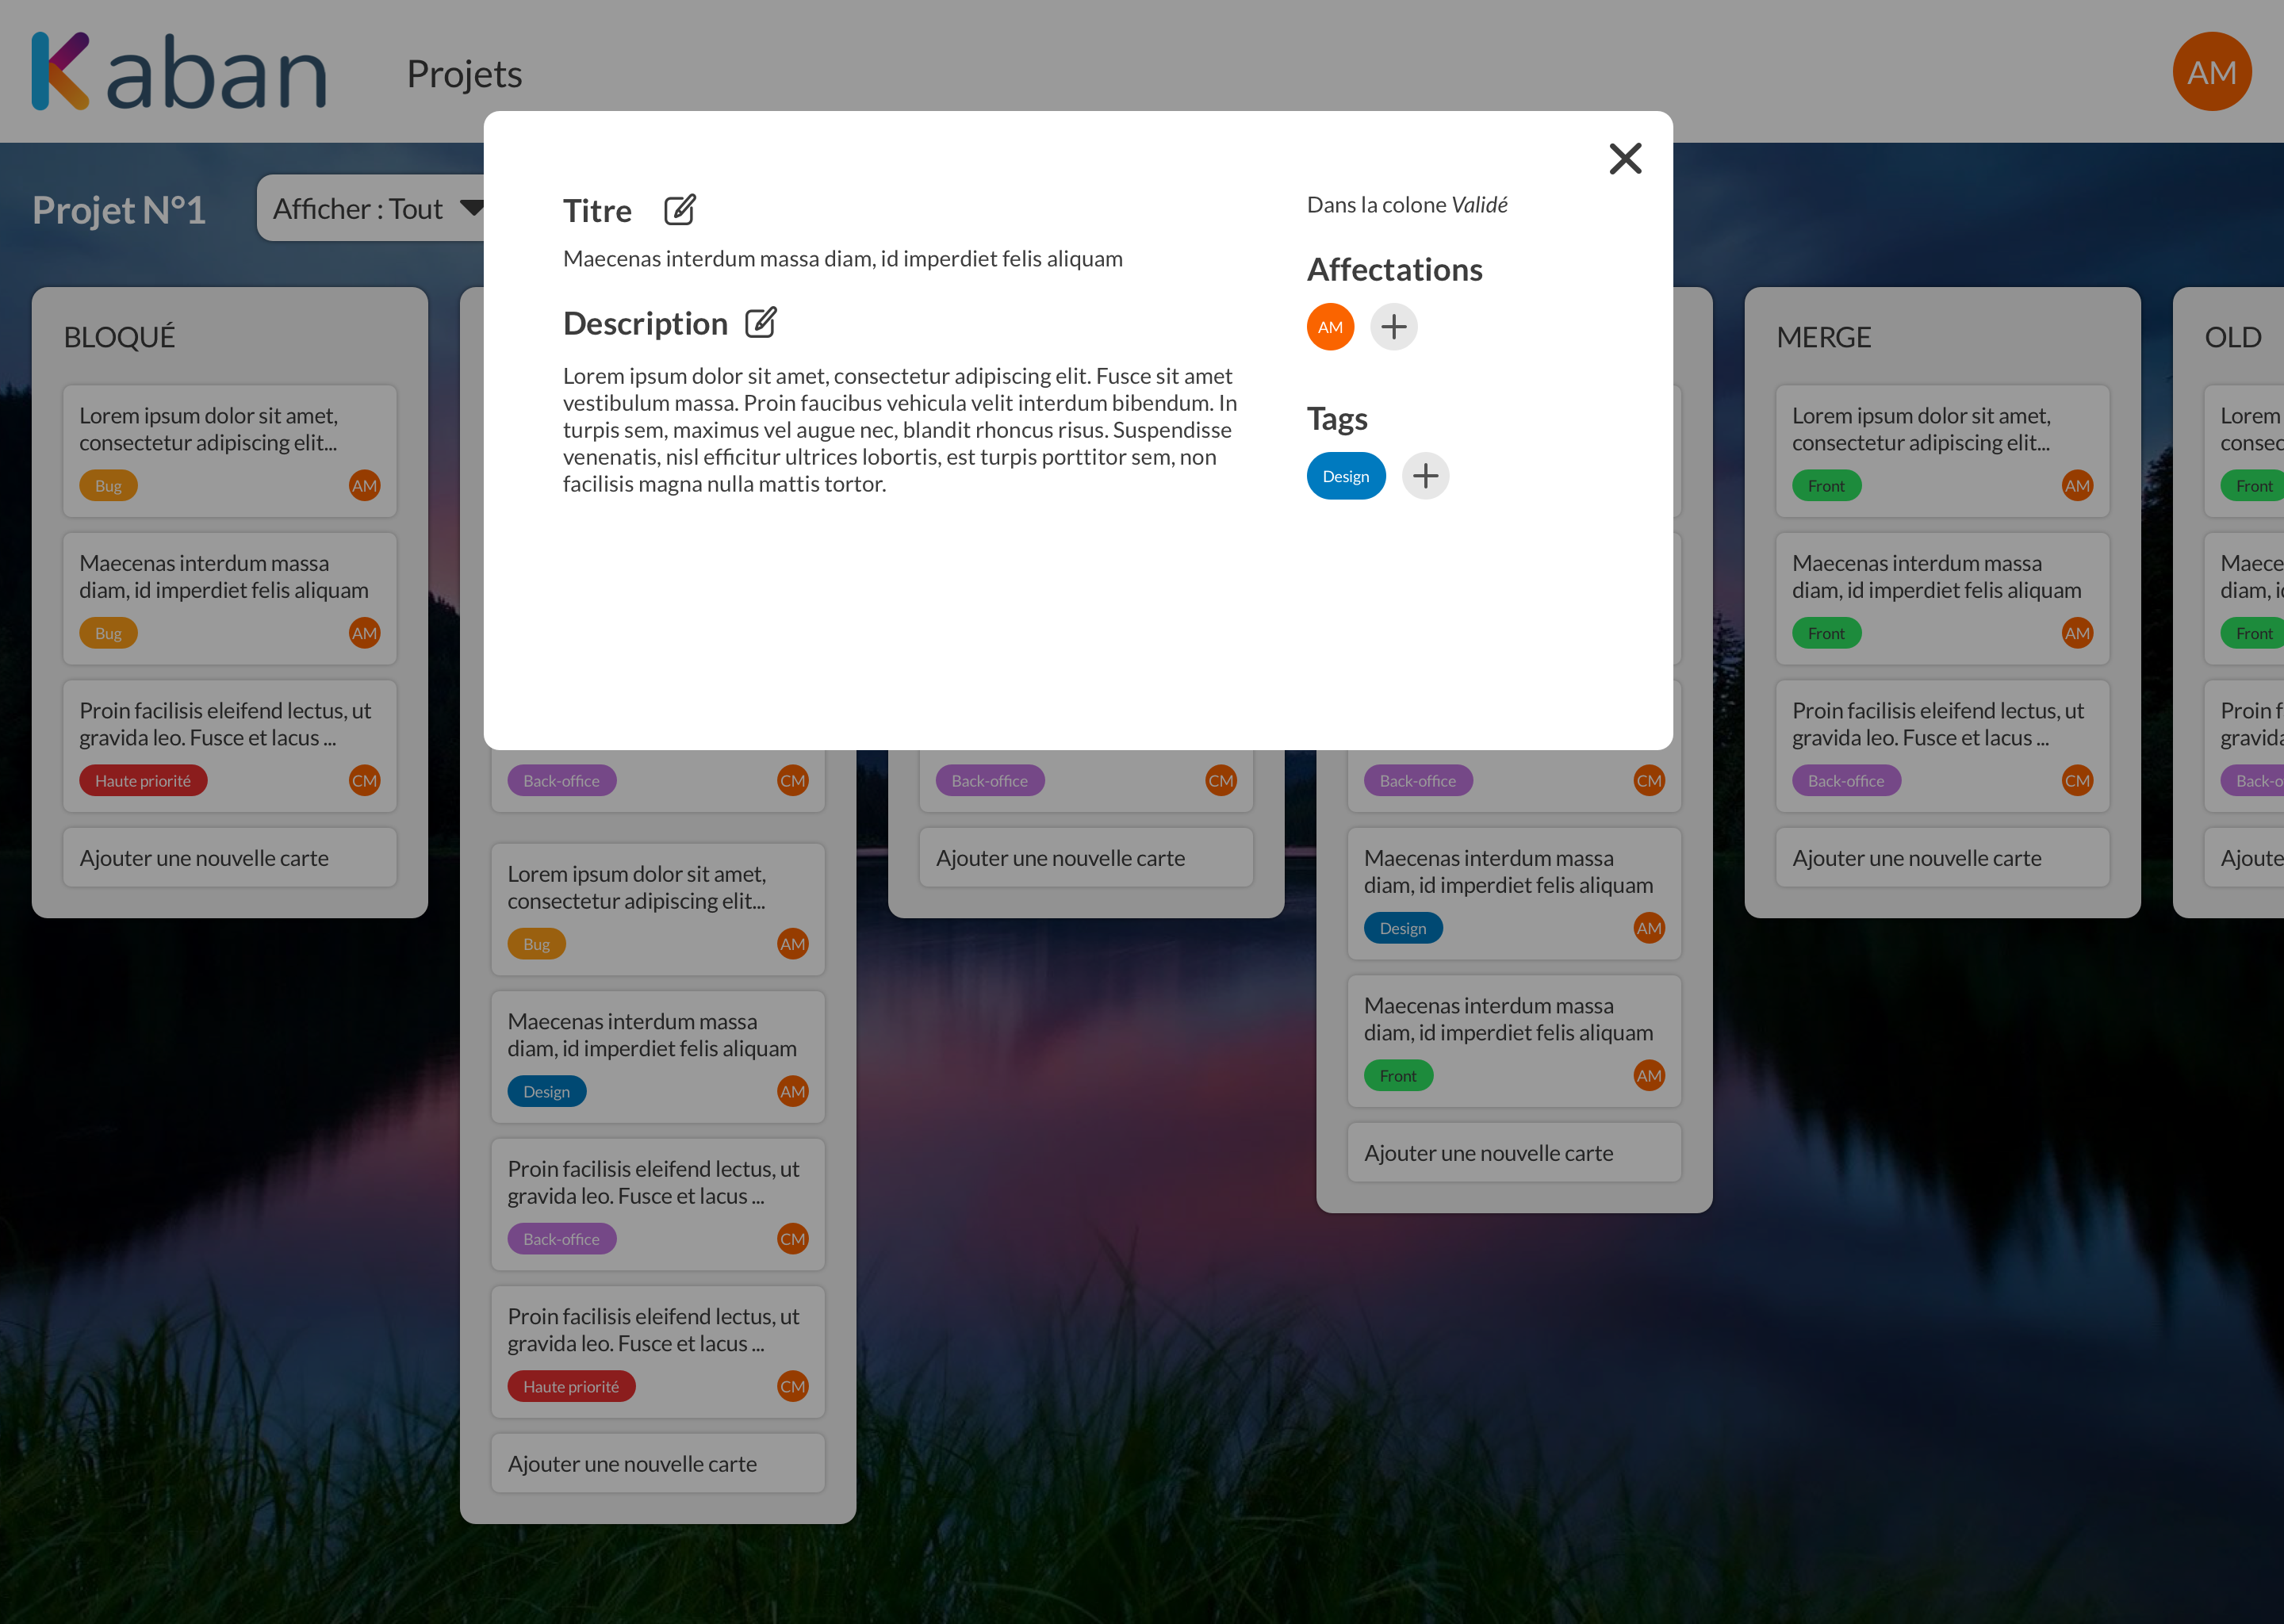 Kaban
Projets
AM
Projet N°1
Afficher : Tout
Titre
Maecenas interdum massa diam, id imperdiet felis aliquam
Description
Lorem ipsum dolor sit amet, consectetur adipiscing elit. Fusce sit amet
vestibulum massa. Proin faucibus vehicula velit interdum bibendum. In
turpis sem, maximus vel augue nec, blandit rhoncus risus. Suspendisse
venenatis, nisl efficitur ultrices lobortis, est turpis porttitor sem, non
facilisis magna nulla mattis tortor.
Dans la colone Validé
Affectations
AM
Tags
Design
BLOQUÉ
Lorem ipsum dolor sit amet,
consectetur adipiscing elit...
Bug
AM
Maecenas interdum massa
diam, id imperdiet felis aliquam
Bug
AM
Proin facilisis eleifend lectus, ut
gravida leo. Fusce et lacus ...
Haute priorité
CM
Ajouter une nouvelle carte
Back-office
CM
Lorem ipsum dolor sit amet,
consectetur adipiscing elit...
Bug
AM
Maecenas interdum massa
diam, id imperdiet felis aliquam
Design
AM
Proin facilisis eleifend lectus, ut
gravida leo. Fusce et lacus ...
Back-office
CM
Proin facilisis eleifend lectus, ut
gravida leo. Fusce et lacus ...
Haute priorité
CM
Ajouter une nouvelle carte
Back-office
CM
Ajouter une nouvelle carte
Back-office
CM
Maecenas interdum massa
diam, id imperdiet felis aliquam
Design
AM
Maecenas interdum massa
diam, id imperdiet felis aliquam
Front
AM
Ajouter une nouvelle carte
MERGE
Lorem ipsum dolor sit amet,
consectetur adipiscing elit...
Front
AM
Maecenas interdum massa
diam, id imperdiet felis aliquam
Front
AM
Proin facilisis eleifend lectus, ut
gravida leo. Fusce et lacus ...
Back-office
CM
Ajouter une nouvelle carte
OLD
Lorem
Front
diam,
Front
Proin